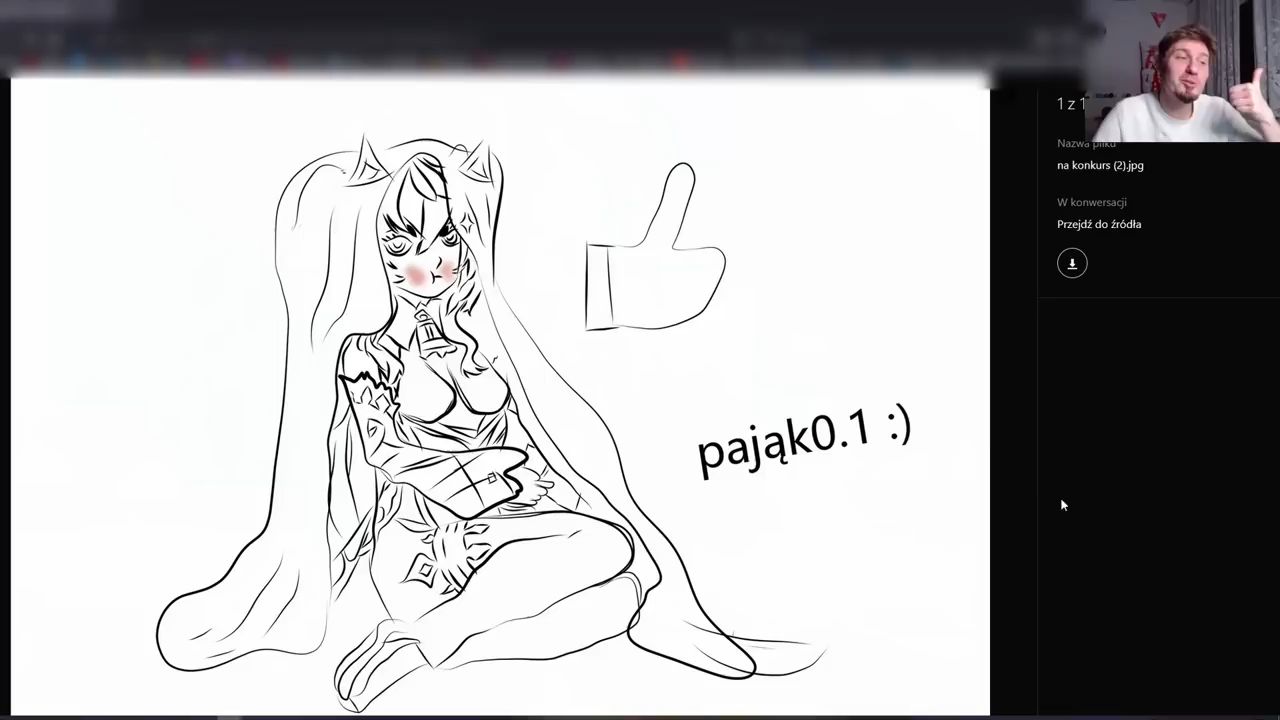 pająk0.1 :)
1 z 1
Nazwa pliku
na konkurs (2).jpg
W konwersacji
Przejdź do źródła